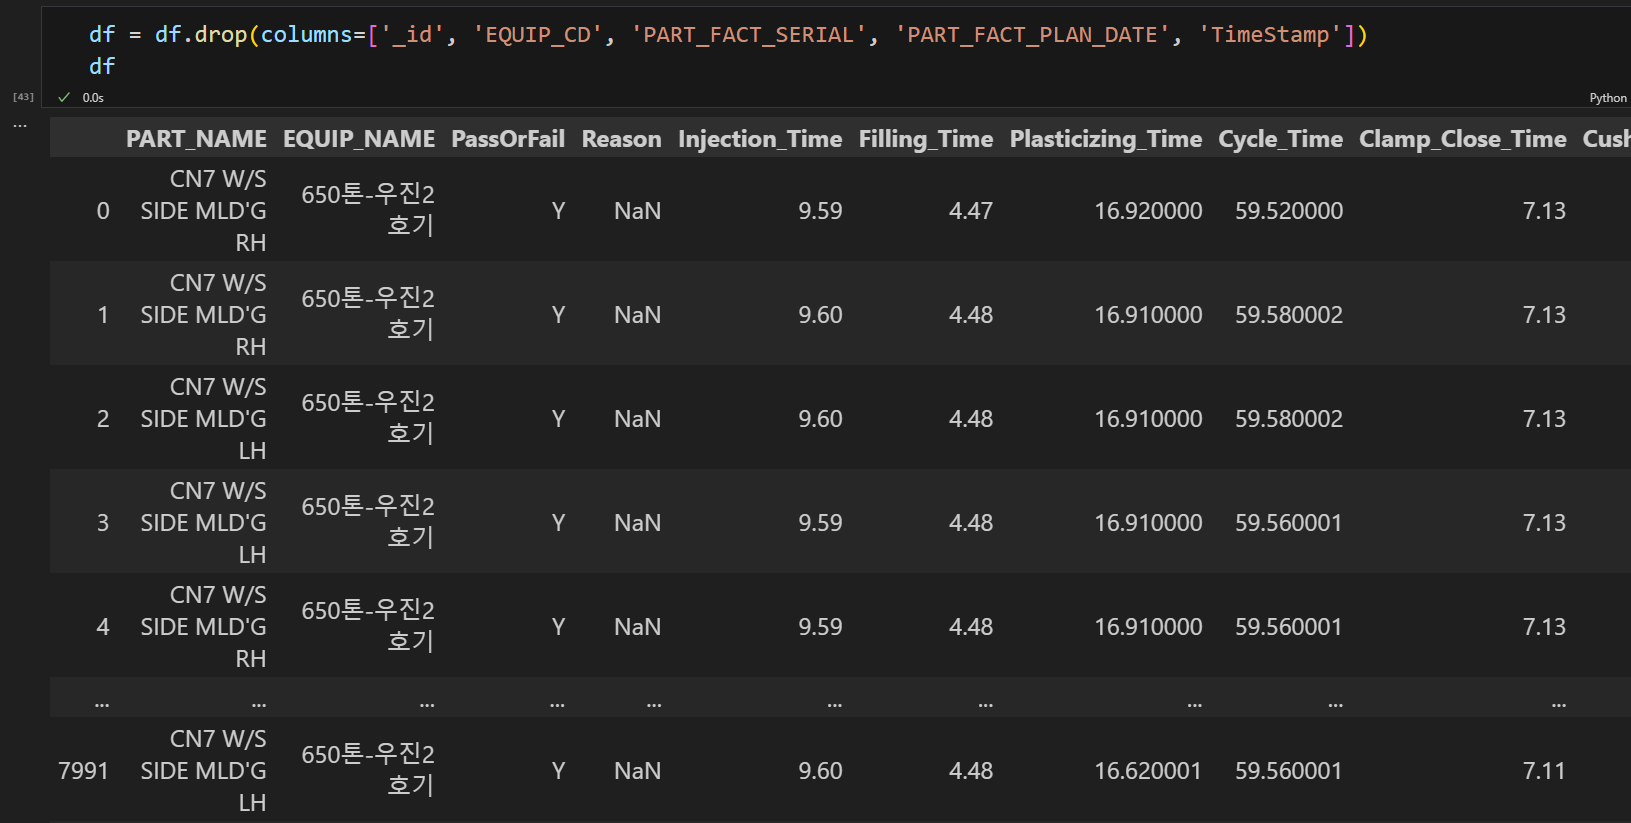 df = df.drop(columns=['_id', 'EQUIP_CD', 'PART_FACT_SERIAL', 'PART_FACT_PLAN_DATE', 'TimeStamp'])
df
[43] ✓ 0.0s Python
...
PART_NAME EQUIP_NAME PassOrFail Reason Injection_Time Filling_Time Plasticizing_Time Cycle_Time Clamp_Close_Time Cush
CN7 W/S
0 SIDE MLD'G 650톤-우진2 Y NaN 9.59 4.47 16.920000 59.520000 7.13
RH 호기
CN7 W/S
1 SIDE MLD'G 650톤-우진2 Y NaN 9.60 4.48 16.910000 59.580002 7.13
RH 호기
CN7 W/S
2 SIDE MLD'G 650톤-우진2 Y NaN 9.60 4.48 16.910000 59.580002 7.13
LH 호기
CN7 W/S
3 SIDE MLD'G 650톤-우진2 Y NaN 9.59 4.48 16.910000 59.560001 7.13
LH 호기
CN7 W/S
4 SIDE MLD'G 650톤-우진2 Y NaN 9.59 4.48 16.910000 59.560001 7.13
RH 호기
... ... ... ... ... ... ... ... ... ...
CN7 W/S
7991 SIDE MLD'G 650톤-우진2 Y NaN 9.60 4.48 16.620001 59.560001 7.11
LH 호기